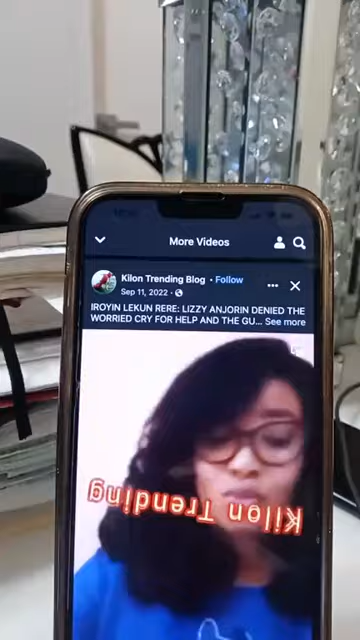 More Videos
Kilon Trending Blog · Follow
Sep 11, 2022 ·
IROYIN LEKUN RERE: LIZZY ANJORIN DENIED THE
WORRIED CRY FOR HELP AND THE GU... See more
Kilon Trending